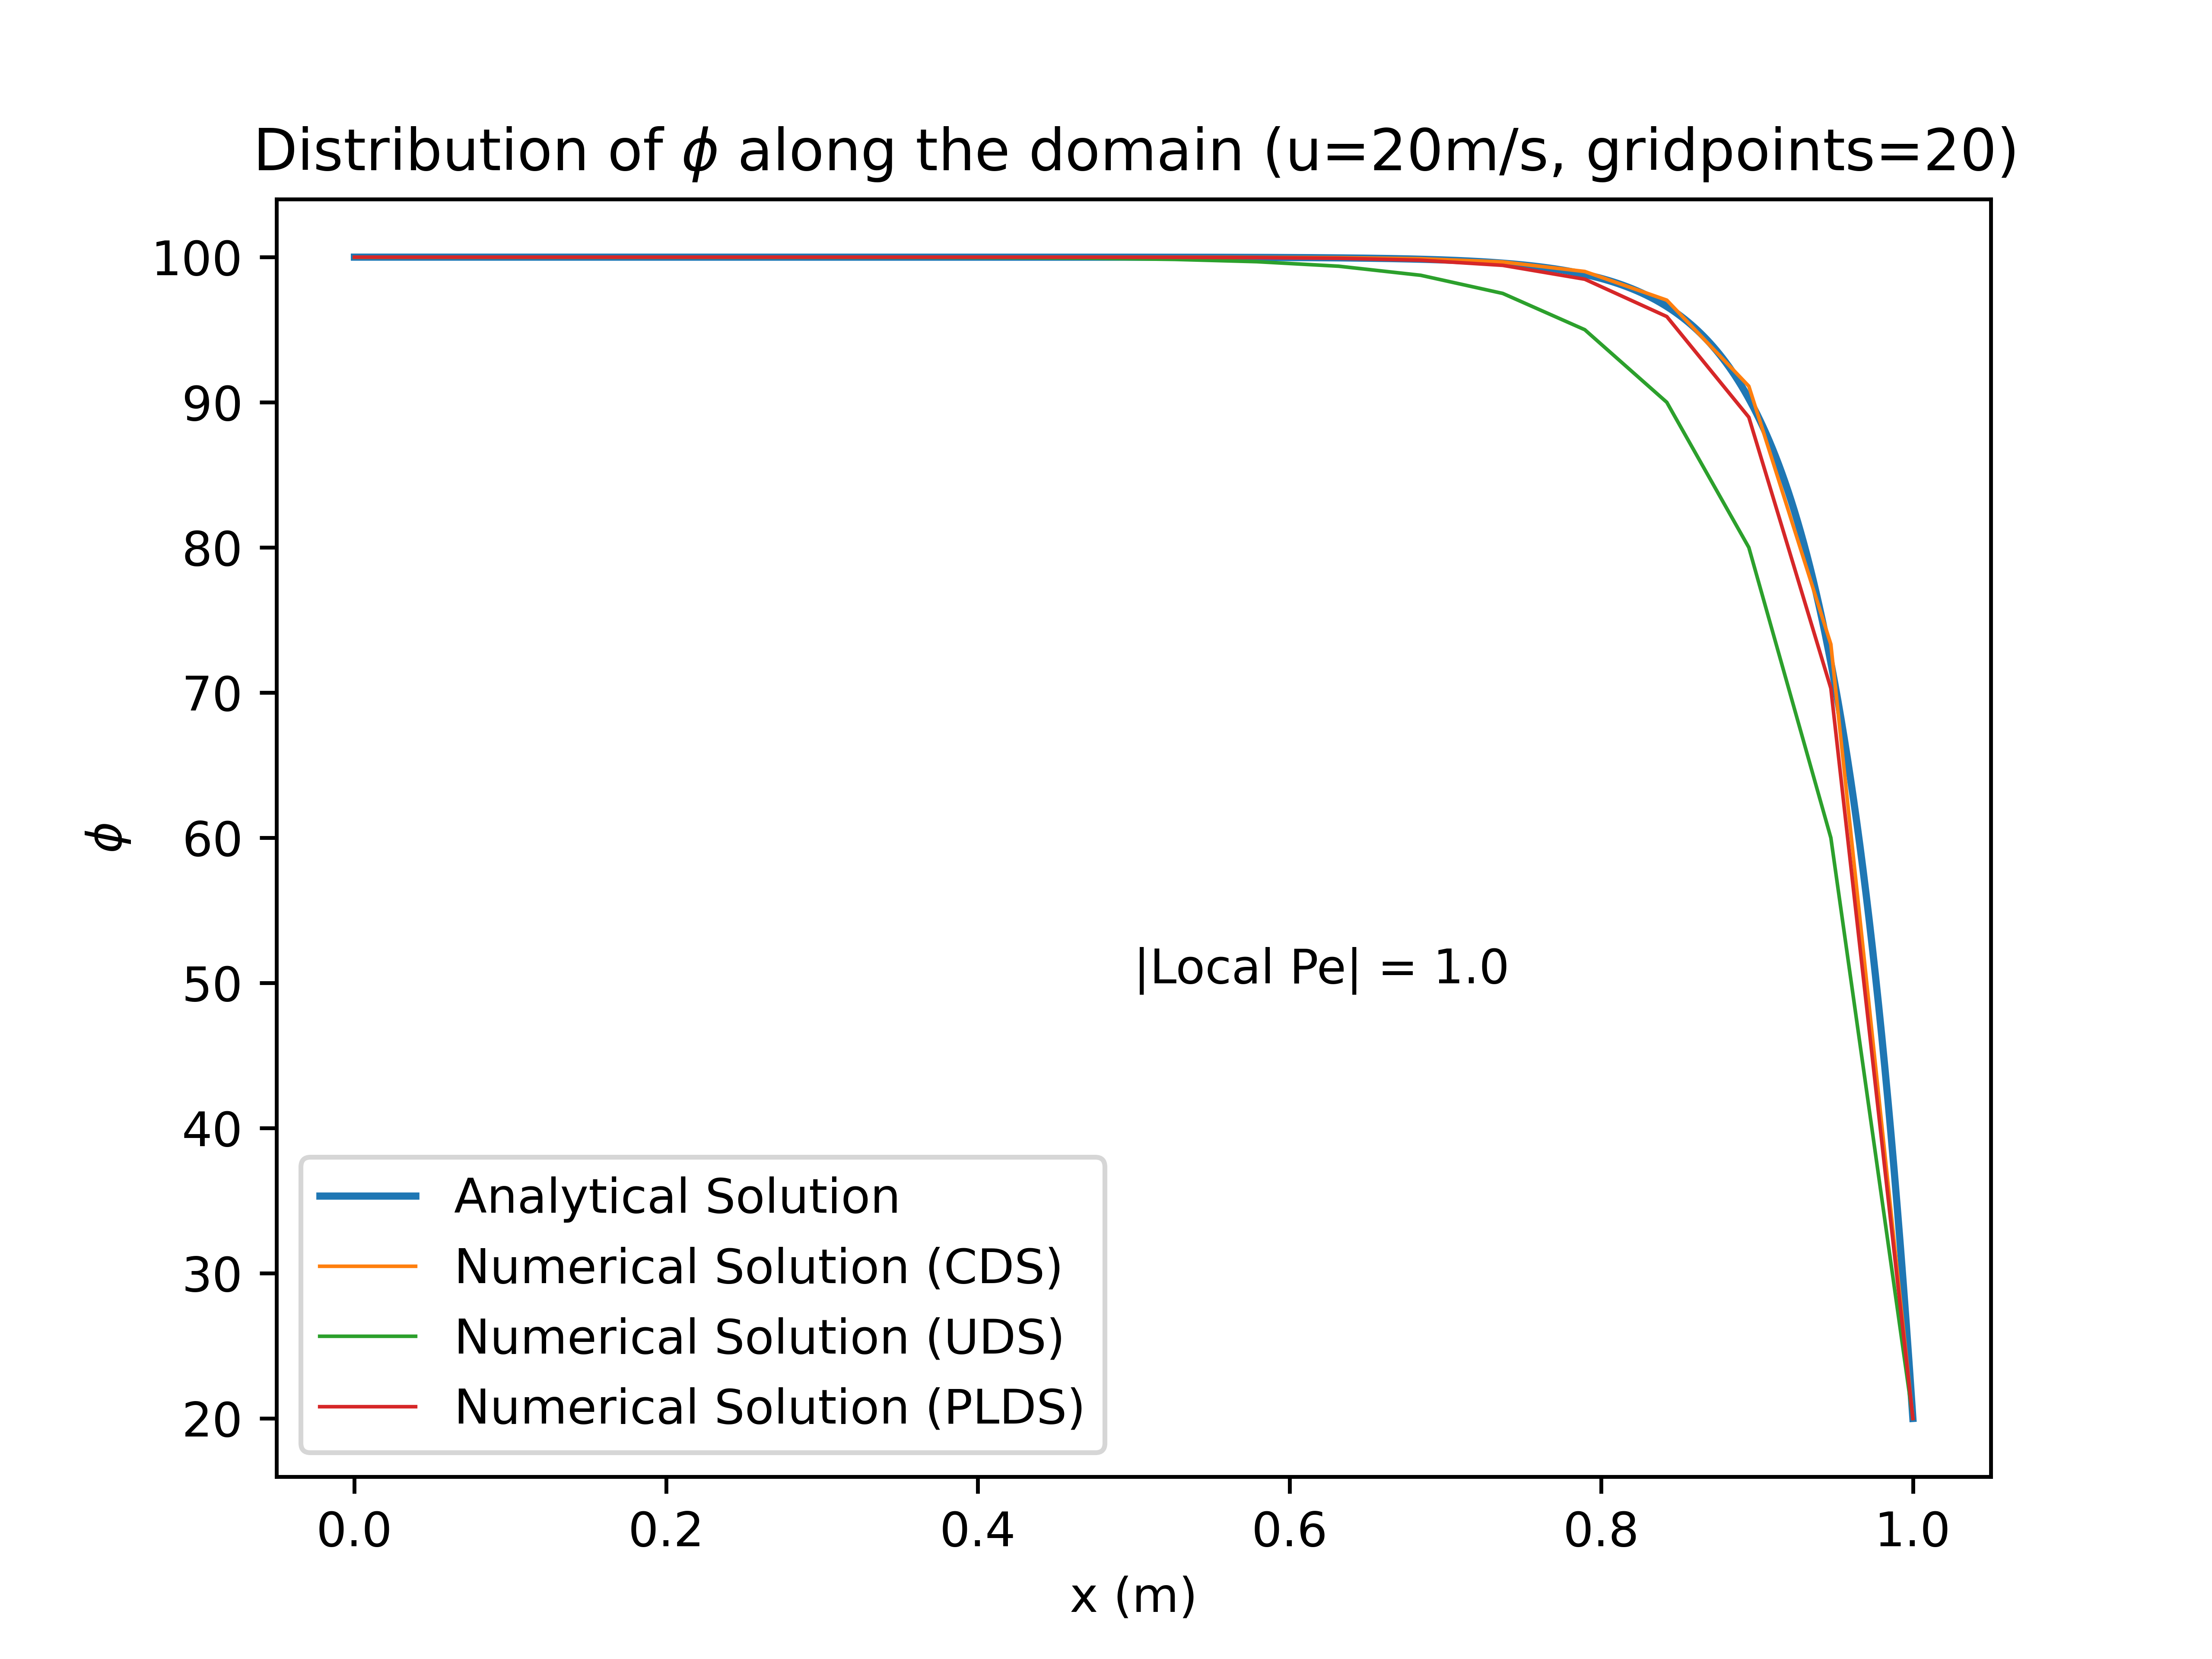 Distribution of ϕ along the domain (u=20m/s, gridpoints=20)
100
90
80
70
60
50
40
30
20
ϕ
|Local Pe| = 1.0
Analytical Solution
Numerical Solution (CDS)
Numerical Solution (UDS)
Numerical Solution (PLDS)
0.0 0.2 0.4 0.6 0.8 1.0
x (m)